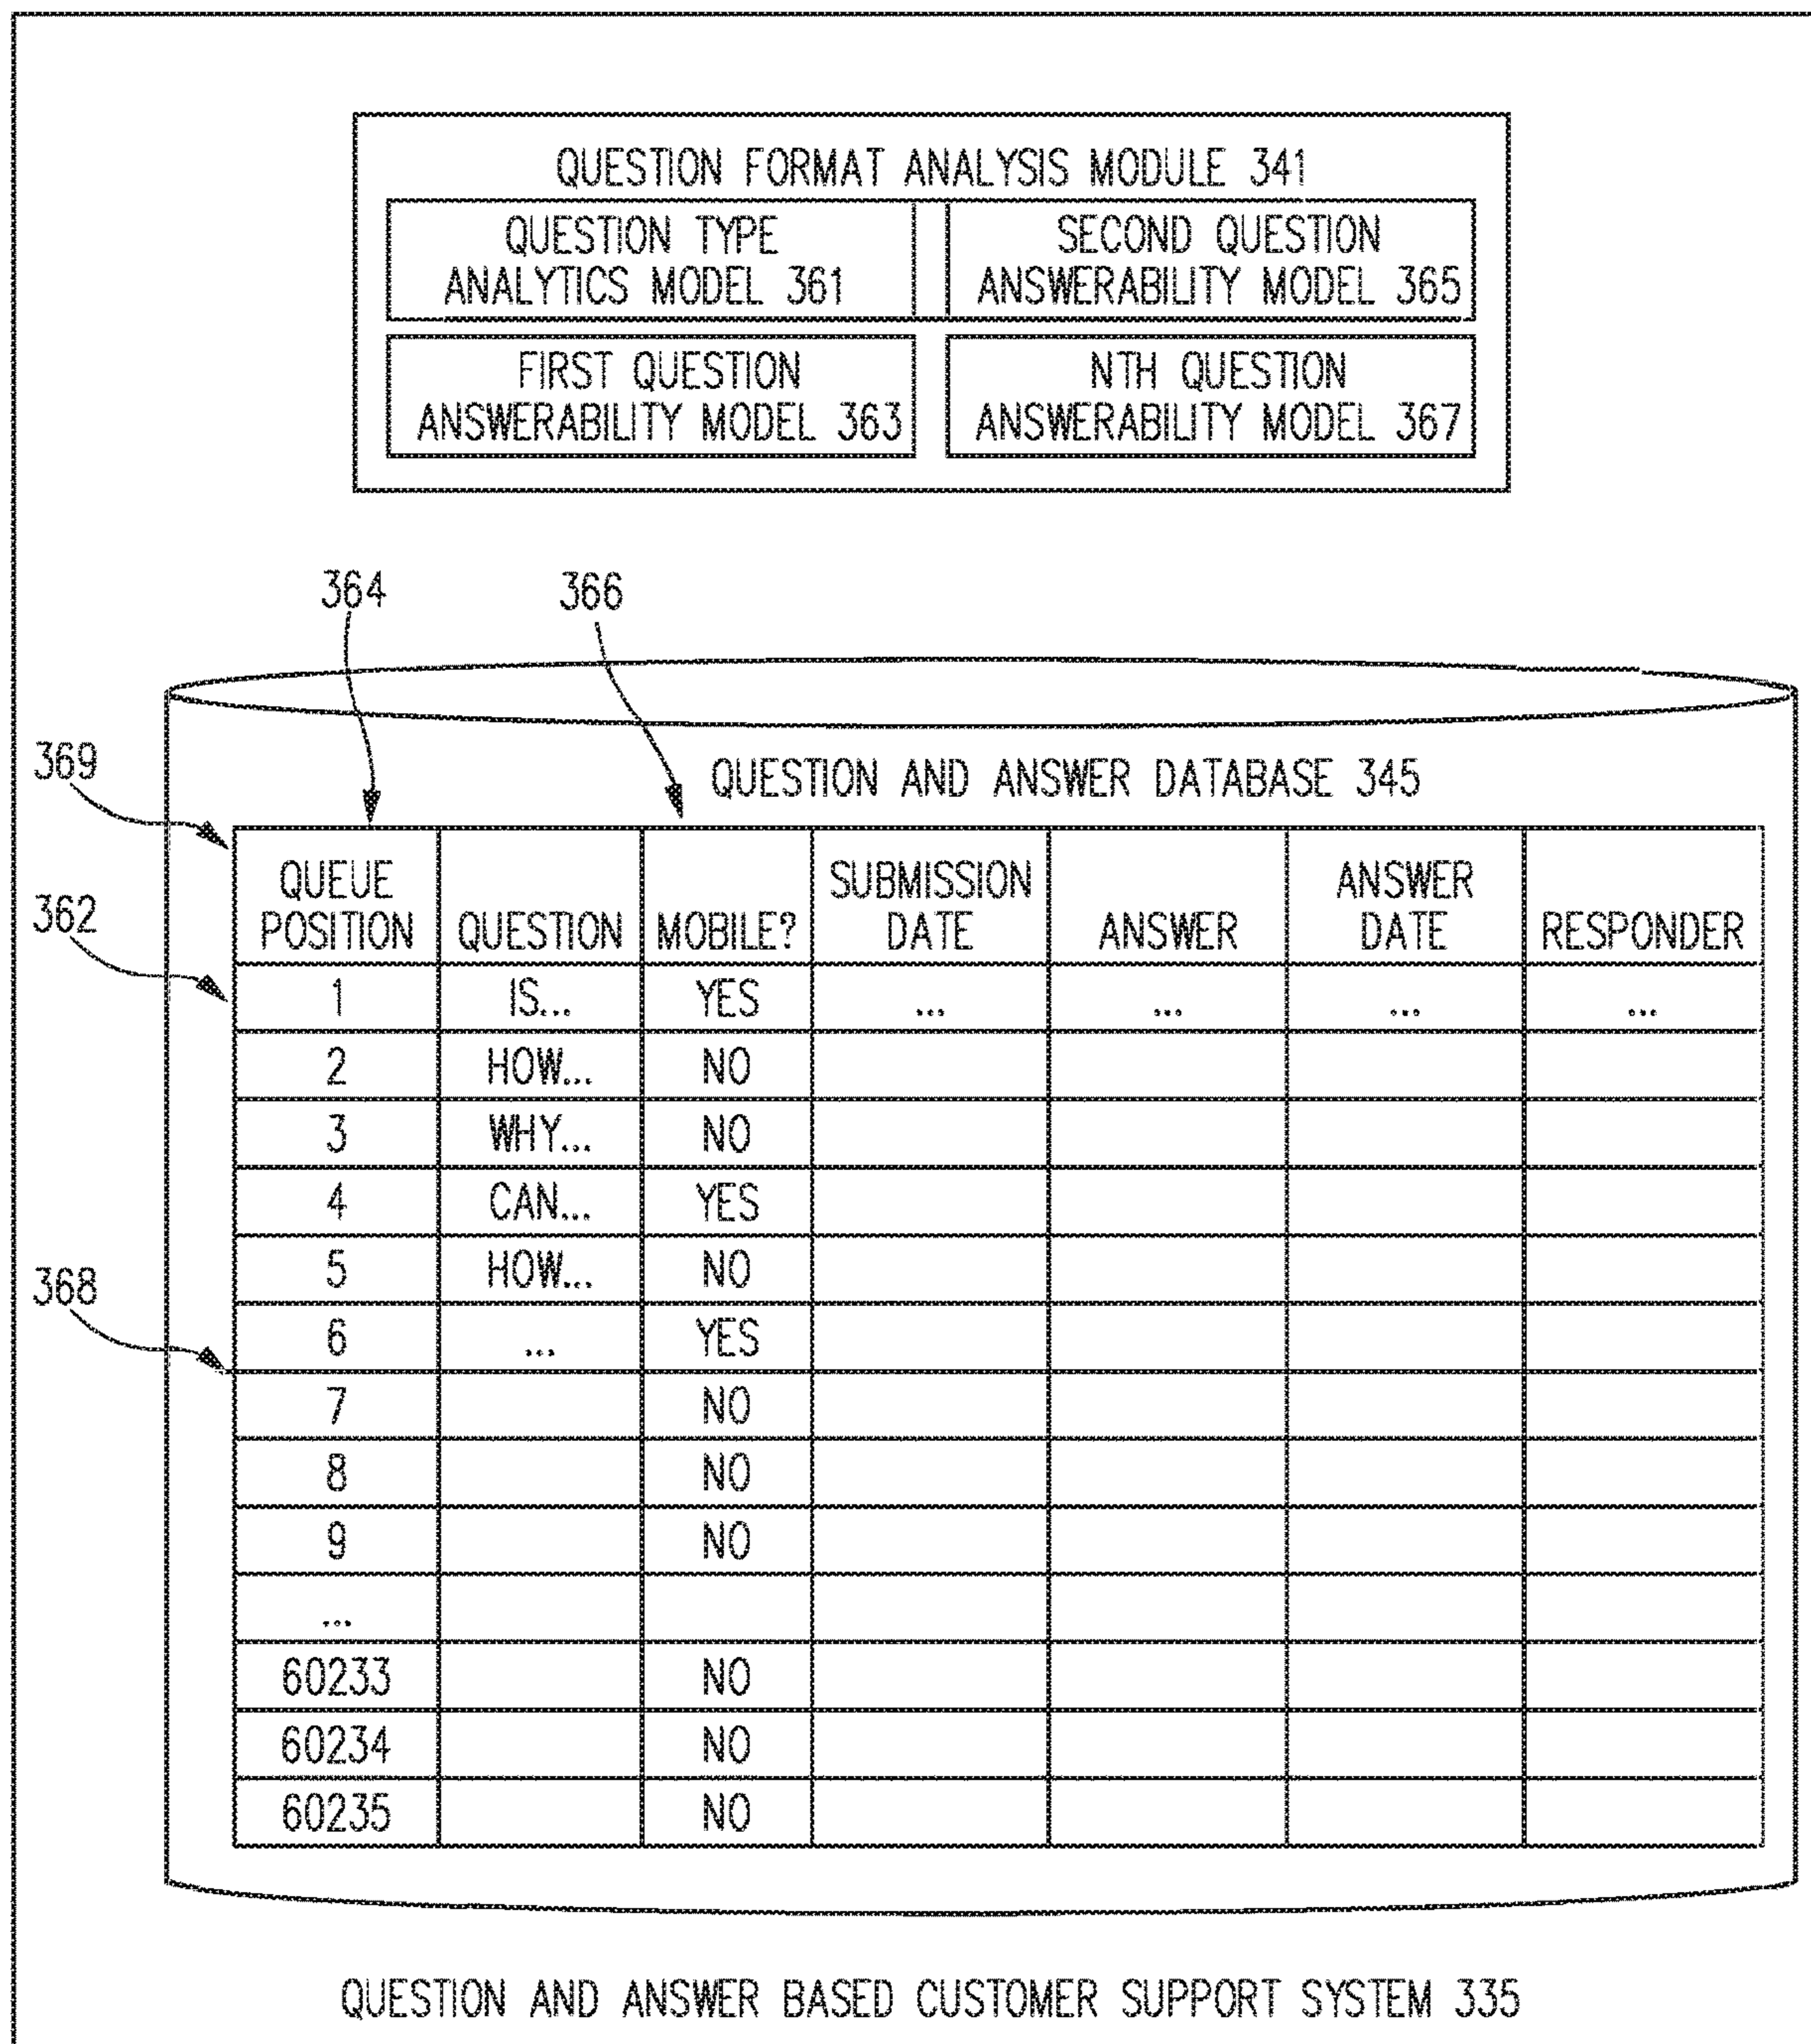 QUESTION FORMAT ANALYSIS MODULE 341
QUESTION TYPE
ANALYTICS MODEL 361
SECOND QUESTION
ANSWERABILITY MODEL 365
FIRST QUESTION
ANSWERABILITY MODEL 363
NTH QUESTION
ANSWERABILITY MODEL 367
364
366
369
362
368
QUESTION AND ANSWER DATABASE 345
QUEUE
POSITION
QUESTION
MOBILE?
SUBMISSION
DATE
ANSWER
ANSWER
DATE
RESPONDER
1 IS... YES ... ... ... ...
2 HOW... NO
3 WHY... NO
4 CAN... YES
5 HOW... NO
6 ... YES
7 NO
8 NO
9 NO
...
60233 NO
60234 NO
60235 NO
QUESTION AND ANSWER BASED CUSTOMER SUPPORT SYSTEM 335